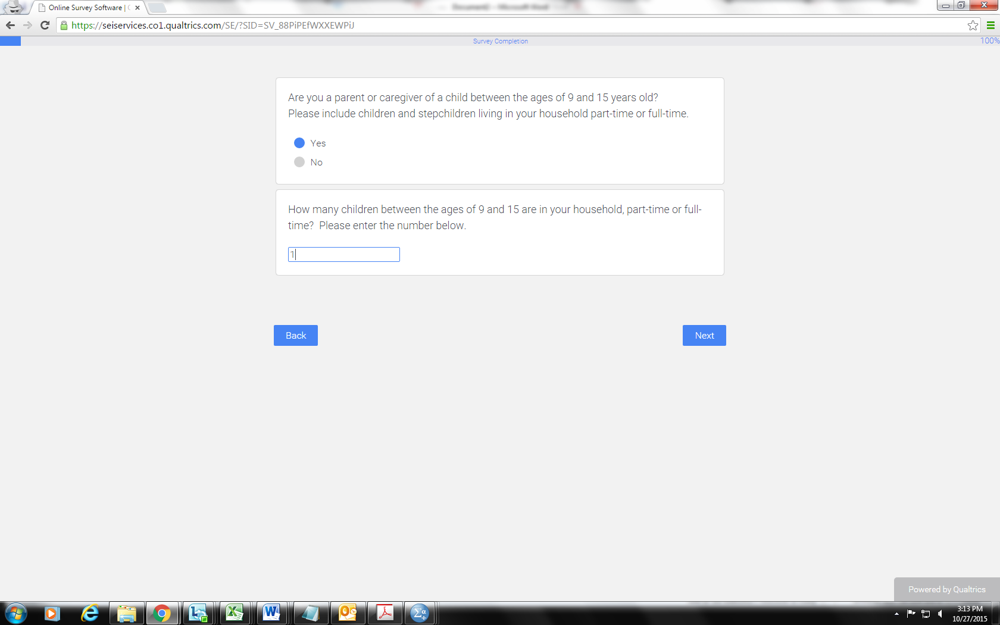 Online Survey Software |
https://seiservices.co1.qualtrics.com/SE/?SID=SV_88PiPEfWXXEWPiJ
Survey Completion
100%
Are you a parent or caregiver of a child between the ages of 9 and 15 years old?
Please include children and stepchildren living in your household part-time or full-time.
Yes
No
How many children between the ages of 9 and 15 are in your household, part-time or full-
time?  Please enter the number below.
1
Back
Next
Powered by Qualtrics
3:13 PM
10/27/2015